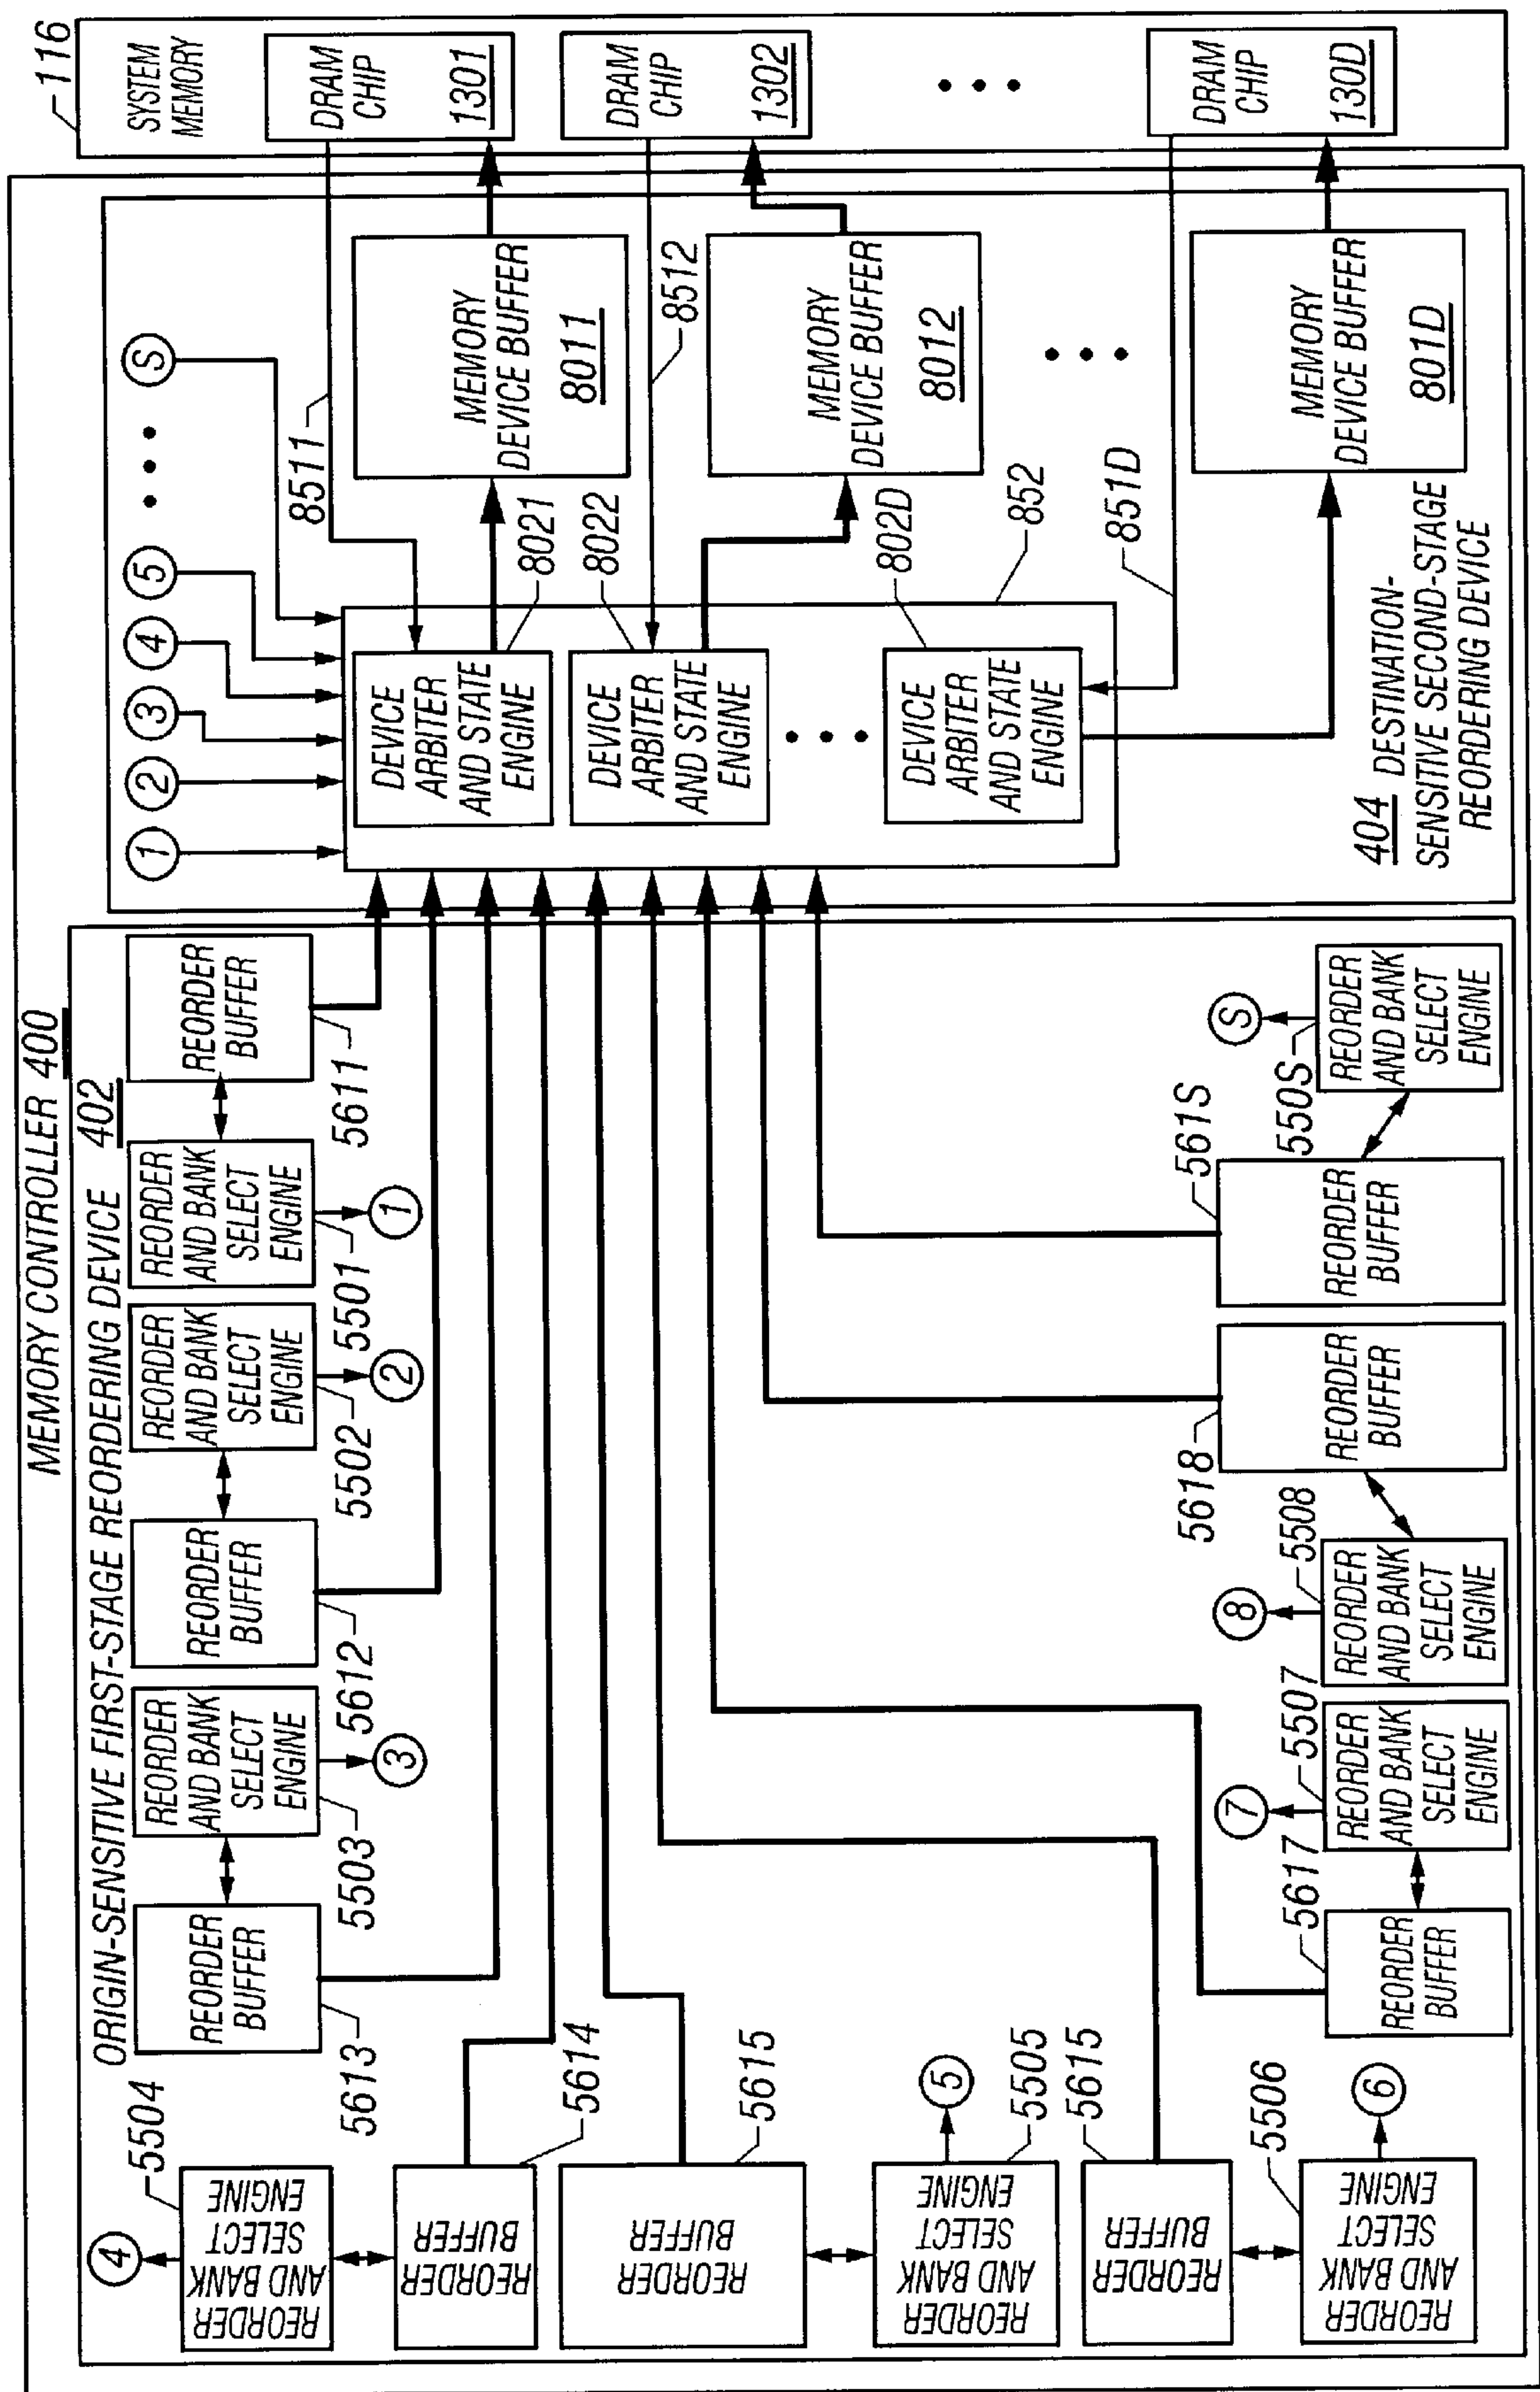 MEMORY CONTROLLER 400
ORIGIN-SENSITIVE FIRST-STAGE REORDERING DEVICE 402
4
5504
REORDER
AND BANK
SELECT
ENGINE
REORDER
BUFFER
5614
REORDER
BUFFER
5615
REORDER
AND BANK
SELECT
ENGINE
5
5505
REORDER
BUFFER
5615
REORDER
AND BANK
SELECT
ENGINE
5506
6
REORDER
BUFFER
5613
REORDER
AND BANK
SELECT
ENGINE
5503
3
REORDER
BUFFER
5612
REORDER
AND BANK
SELECT
ENGINE
5502
2
REORDER
AND BANK
SELECT
ENGINE
5501
1
REORDER
BUFFER
5611
REORDER
BUFFER
5617
REORDER
AND BANK
SELECT
ENGINE
5507
7
REORDER
AND BANK
SELECT
ENGINE
5508
8
REORDER
BUFFER
5618
REORDER
BUFFER
561S
REORDER
AND BANK
SELECT
ENGINE
550S
S
1
2
3
4
5
S
DEVICE
ARBITER
AND STATE
ENGINE
8021
DEVICE
ARBITER
AND STATE
ENGINE
8022
DEVICE
ARBITER
AND STATE
ENGINE
802D
852
8511
8512
851D
MEMORY
DEVICE BUFFER
8011
MEMORY
DEVICE BUFFER
8012
MEMORY
DEVICE BUFFER
801D
404 DESTINATION-
SENSITIVE SECOND-STAGE
REORDERING DEVICE
116
SYSTEM
MEMORY
DRAM
CHIP
1301
DRAM
CHIP
1302
DRAM
CHIP
130D